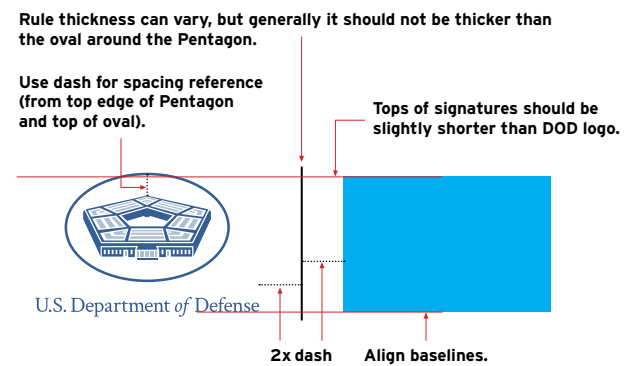 Rule thickness can vary, but generally it should not be thicker than
the oval around the Pentagon.
Use dash for spacing reference
(from top edge of Pentagon
and top of oval).
Tops of signatures should be
slightly shorter than DOD logo.
U.S. Department of Defense
2x dash
Align baselines.